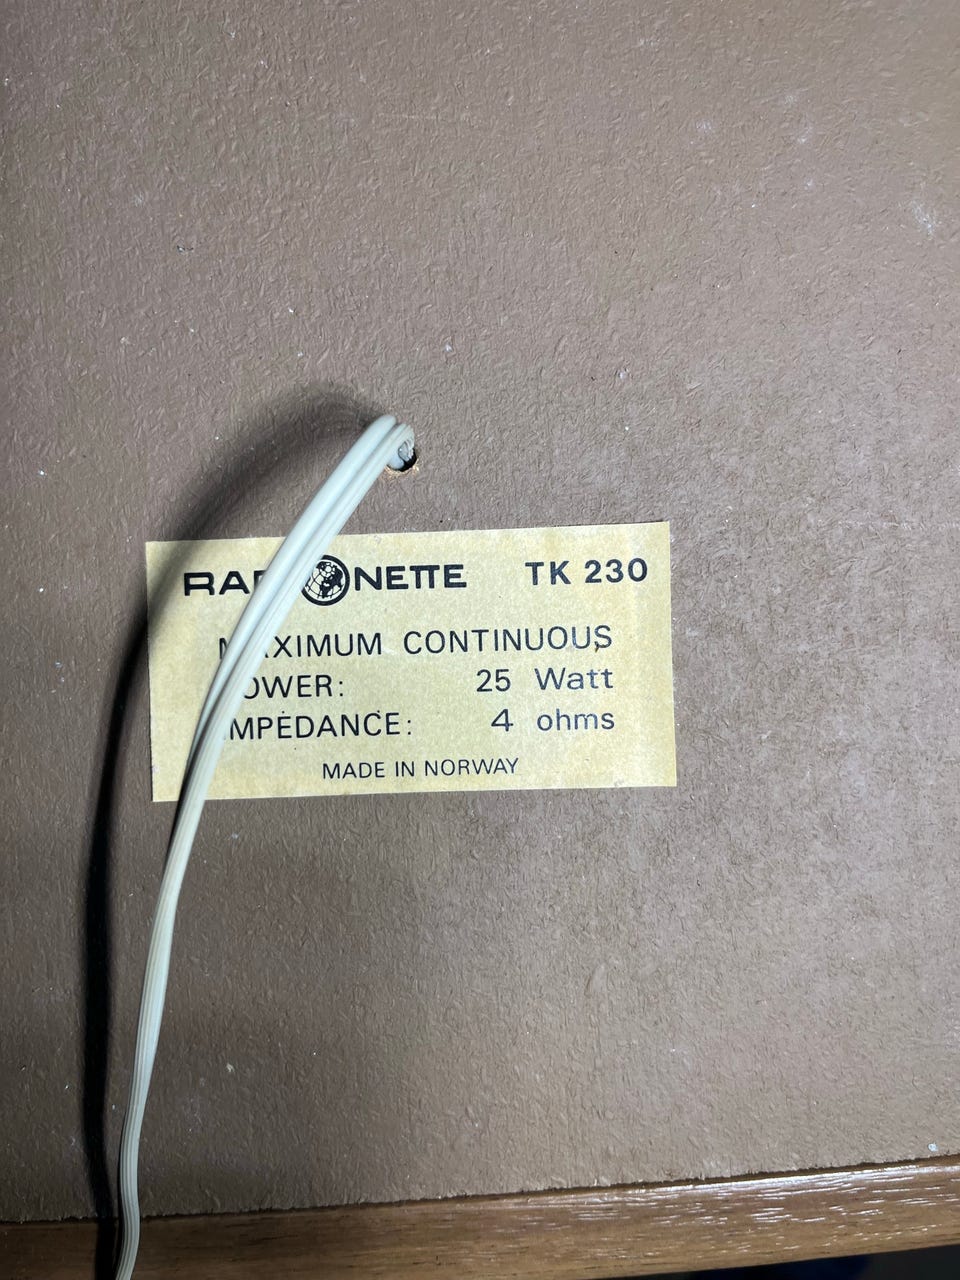 RADIONETTE TK 230
MAXIMUM CONTINUOUS
POWER: 25 Watt
IMPEDANCE: 4 ohms
MADE IN NORWAY